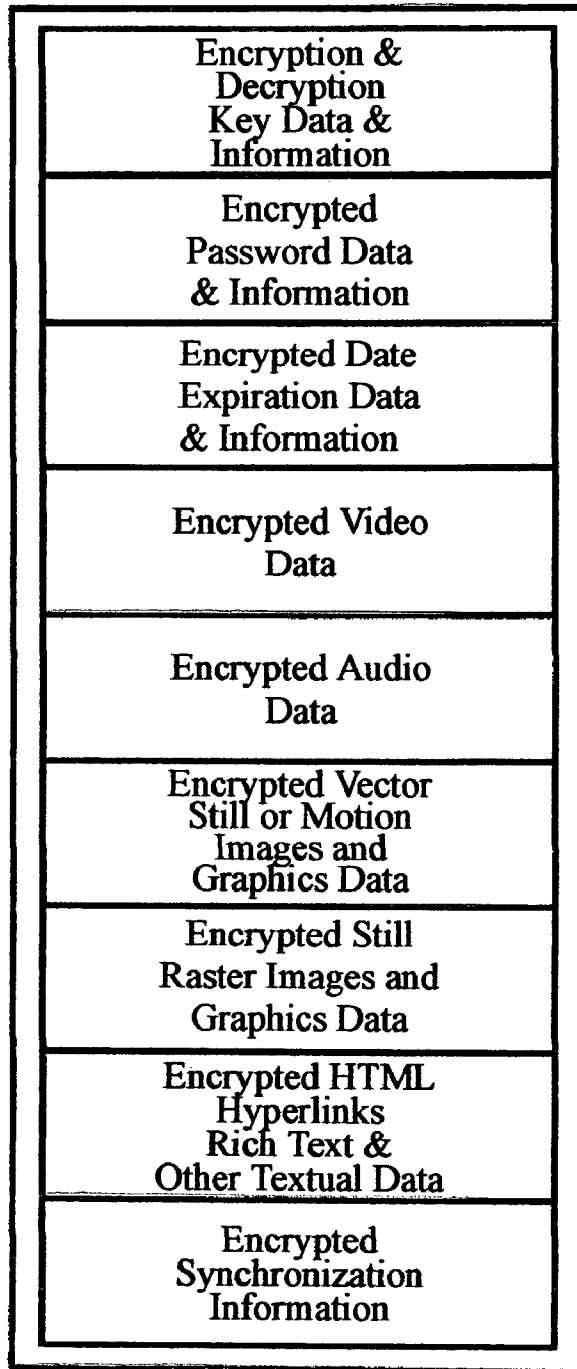 Encryption &
Decryption
Key Data &
Information
Encrypted
Password Data
& Information
Encrypted Date
Expiration Data
& Information
Encrypted Video
Data
Encrypted Audio
Data
Encrypted Vector
Still or Motion
Images and
Graphics Data
Encrypted Still
Raster Images and
Graphics Data
Encrypted HTML
Hyperlinks
Rich Text &
Other Textual Data
Encrypted
Synchronization
Information